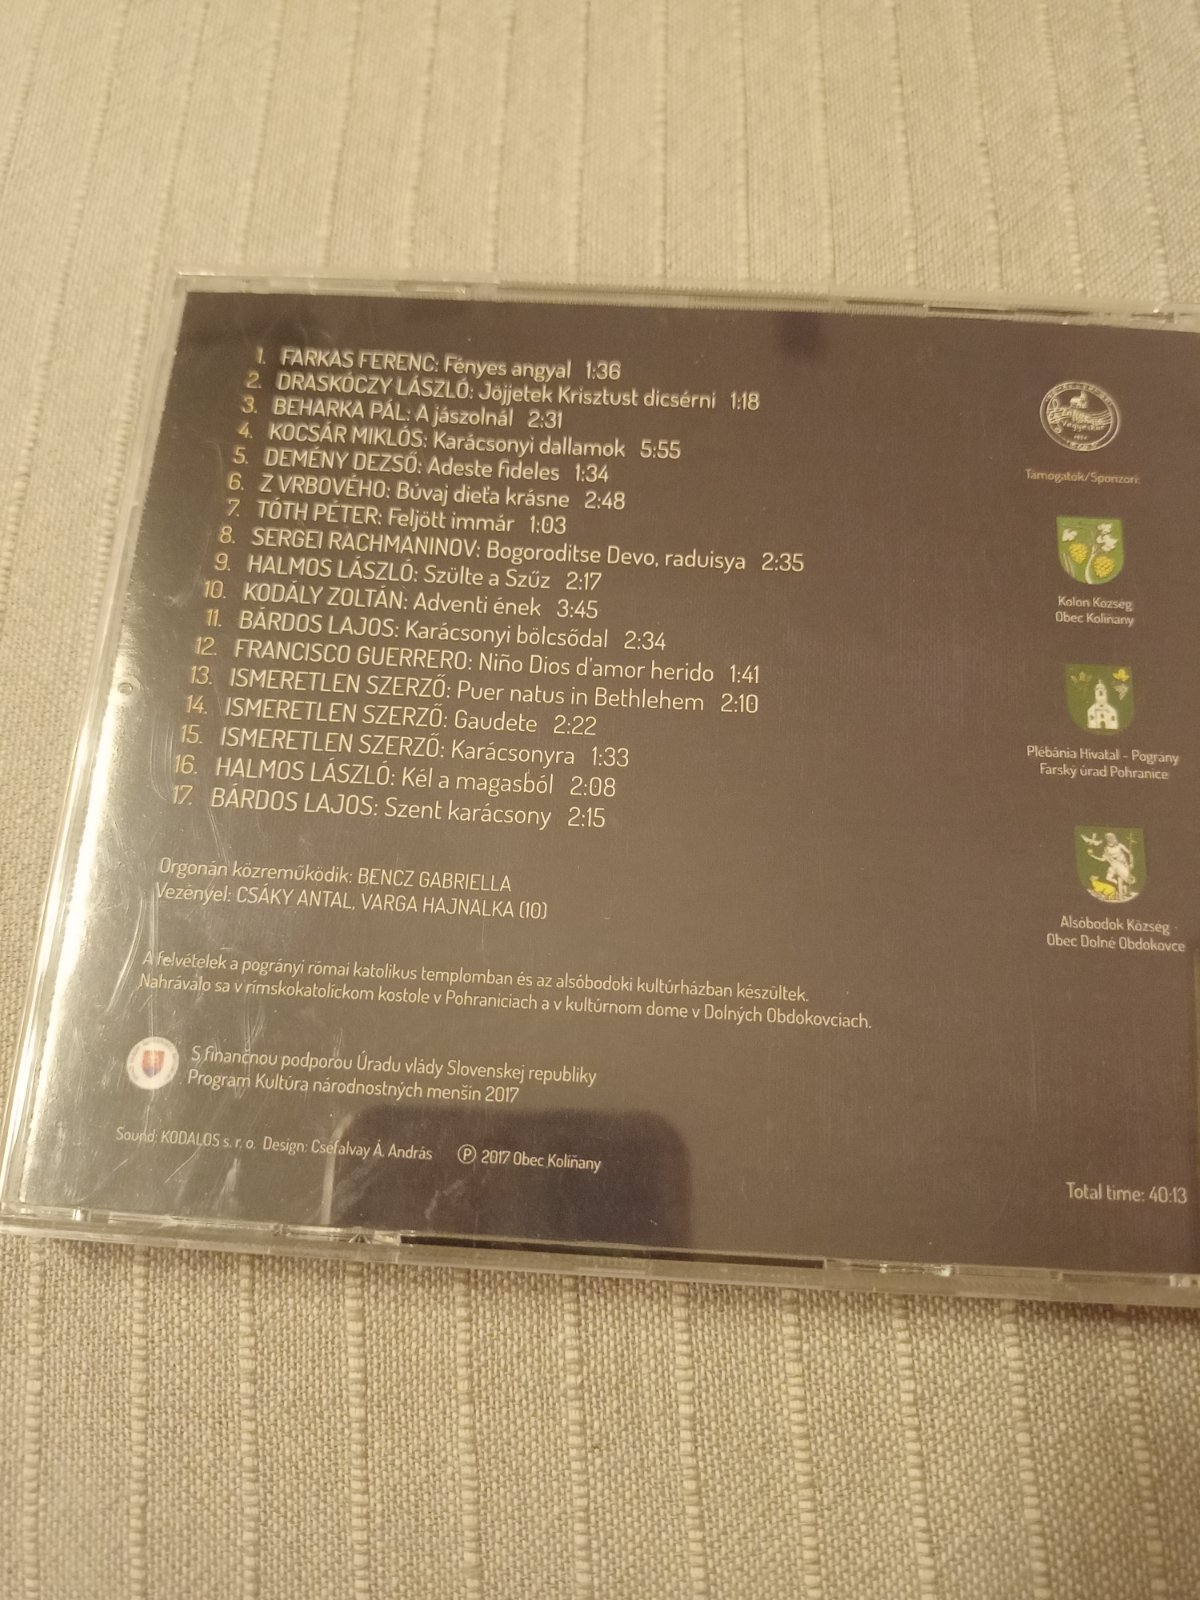 1. FARKAS FERENC: Fényes angyal 1:36
2. DRASKÓCZY LÁSZLÓ: Jöjjetek Krisztust dicsérni 1:18
3. BEHARKA PÁL: A jászolnál 2:31
4. KOCSÁR MIKLÓS: Karácsonyi dallamok 5:55
5. DEMÉNY DEZSŐ: Adeste fideles 1:34
6. Z VRBOVÉHO: Búvaj dieťa krásne 2:48
7. TÓTH PÉTER: Feljött immár 1:03
8. SERGEI RACHMANINOV: Bogoroditse Devo, raduisya 2:35
9. HALMOS LÁSZLÓ: Szülte a Szűz 2:17
10. KODÁLY ZOLTÁN: Adventi ének 3:45
11. BÁRDOS LAJOS: Karácsonyi bölcsődal 2:34
12. FRANCISCO GUERRERO: Niño Dios d'amor herido 1:41
13. ISMERETLEN SZERZŐ: Puer natus in Bethlehem 2:10
14. ISMERETLEN SZERZŐ: Gaudete 2:22
15. ISMERETLEN SZERZŐ: Karácsonyra 1:33
16. HALMOS LÁSZLÓ: Kél a magasból 2:08
17. BÁRDOS LAJOS: Szent karácsony 2:15
Orgonán közreműködik: BENCZ GABRIELLA
Vezényel: CSÁKY ANTAL, VARGA HAJNALKA (10)
A felvételek a pogrányi római katolikus templomban és az alsóbodoki kultúrházban készültek.
Nahrávalo sa v rímskokatolíckom kostole v Pohraniciach a v kultúrnom dome v Dolných Obdokovciach.
S finančnou podporou Úradu vlády Slovenskej republiky
Program Kultúra národnostných menšín 2017
Sound: KODALOS s. r. o. Design: Cséfalvay Á. András ℗ 2017 Obec Kolíňany
Támogatók/Sponzori:
Kolon Község
Obec Kolíňany
Plébánia Hivatal - Pográny
Farský úrad Pohranice
Alsóbodok Község
Obec Dolné Obdokovce
Total time: 40:13